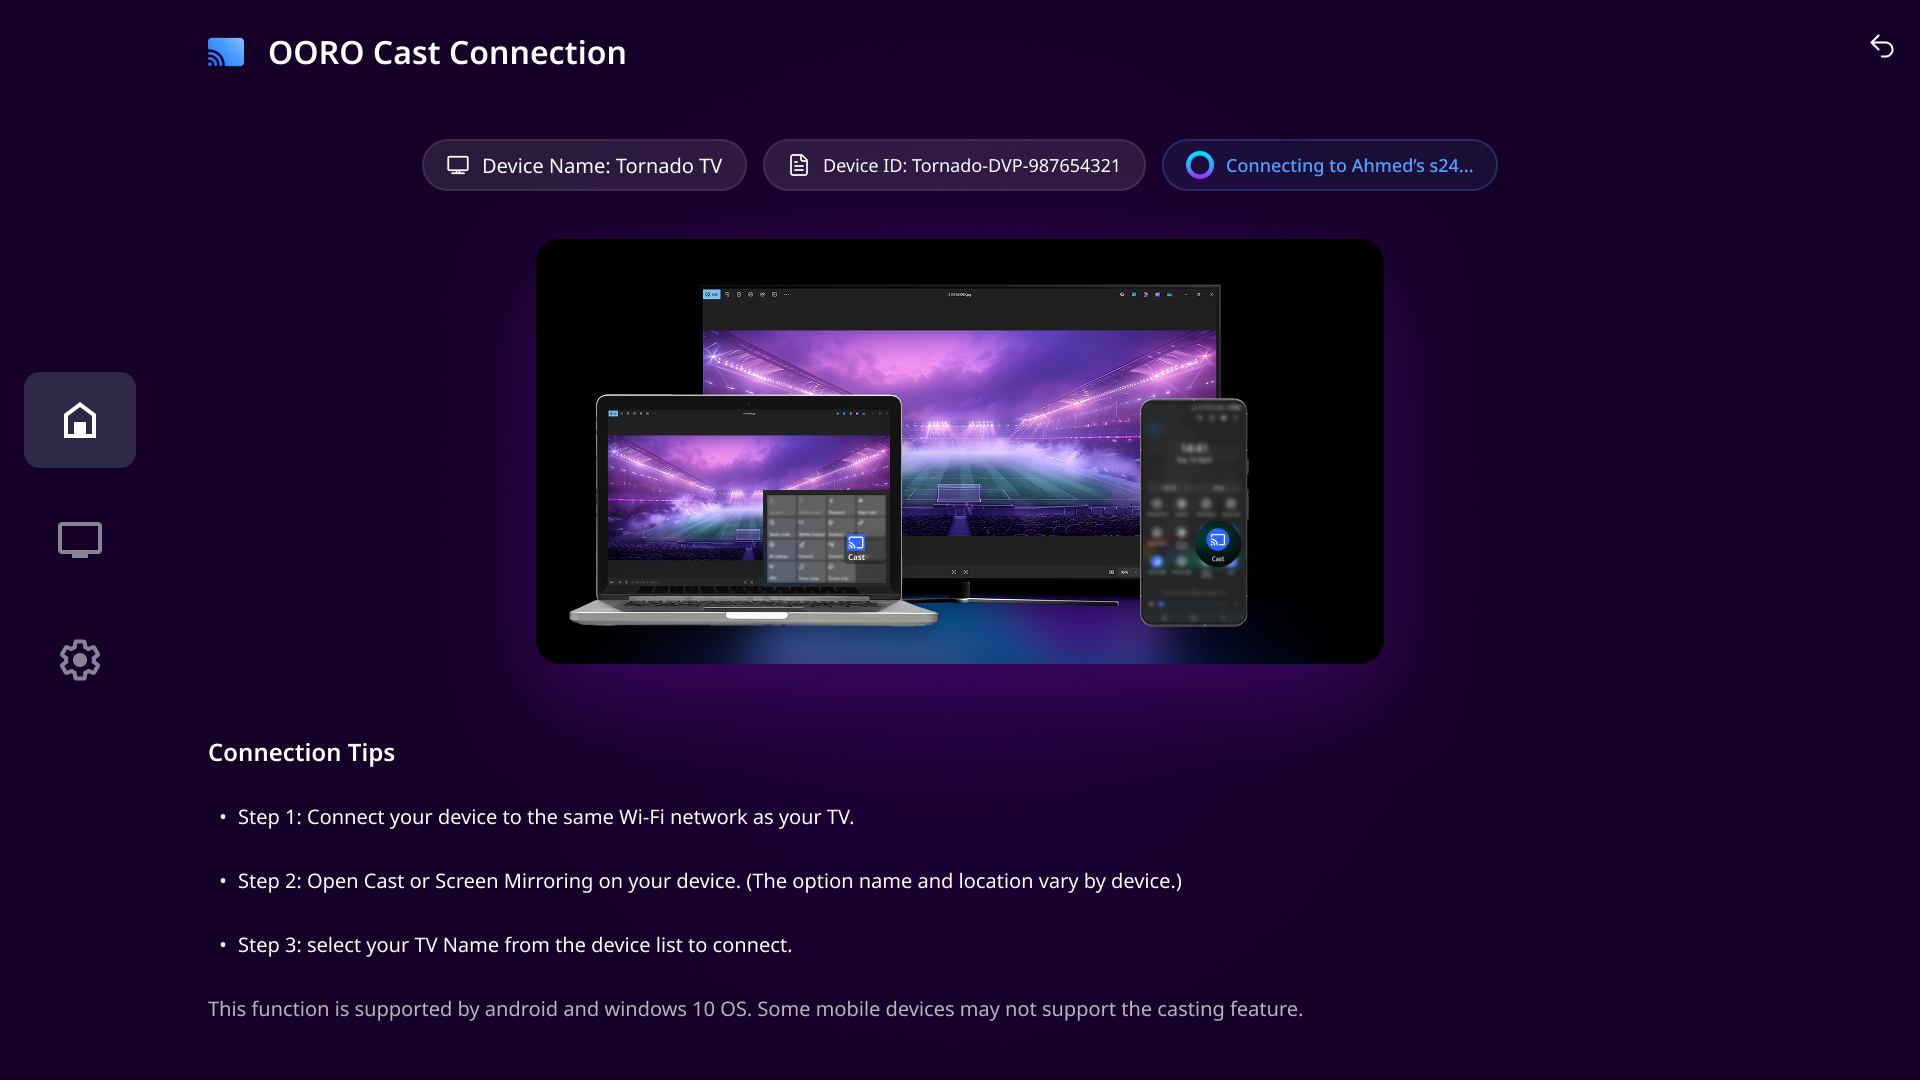 OORO Cast Connection
Device Name: Tornado TV
Device ID: Tornado-DVP-987654321
Connecting to Ahmed’s s24...
Cast
Cast
Connection Tips
• Step 1: Connect your device to the same Wi-Fi network as your TV.
• Step 2: Open Cast or Screen Mirroring on your device. (The option name and location vary by device.)
• Step 3: select your TV Name from the device list to connect.
This function is supported by android and windows 10 OS. Some mobile devices may not support the casting feature.